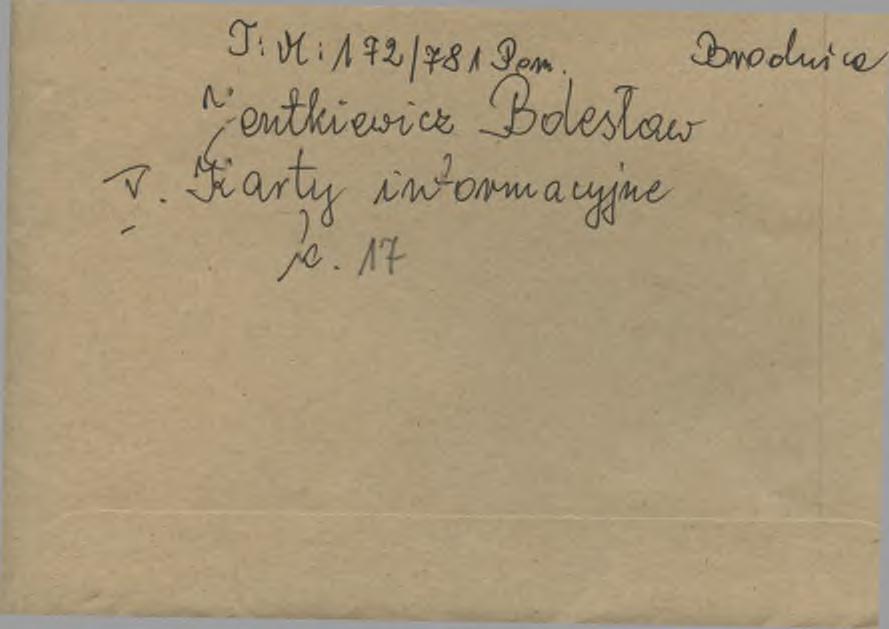 T: M: 172/781 Pom. Brodnica
Żentkiewicz Bolesław
V. Karty informacyjne
k. 17